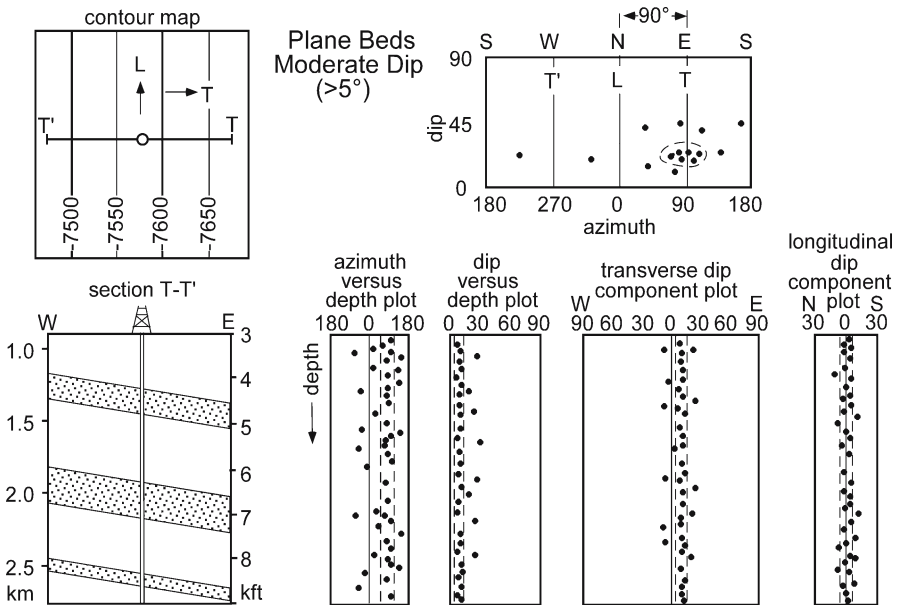 contour map
L
T
T'
T
-7500
-7550
-7600
-7650
Plane Beds
Moderate Dip
(>5°)
90°
S W N E S
90
T' L T
dip
45
0
180 270 0 90 180
azimuth
section T-T'
W E
3
1.0
4
1.5
5
6
2.0
7
8
2.5
km
kft
azimuth
versus
depth plot
180 0 180
depth
dip
versus
depth plot
0 30 60 90
transverse dip
component plot
W E
90 60 30 0 30 60 90
longitudinal
dip
component
N plot S
30 0 30